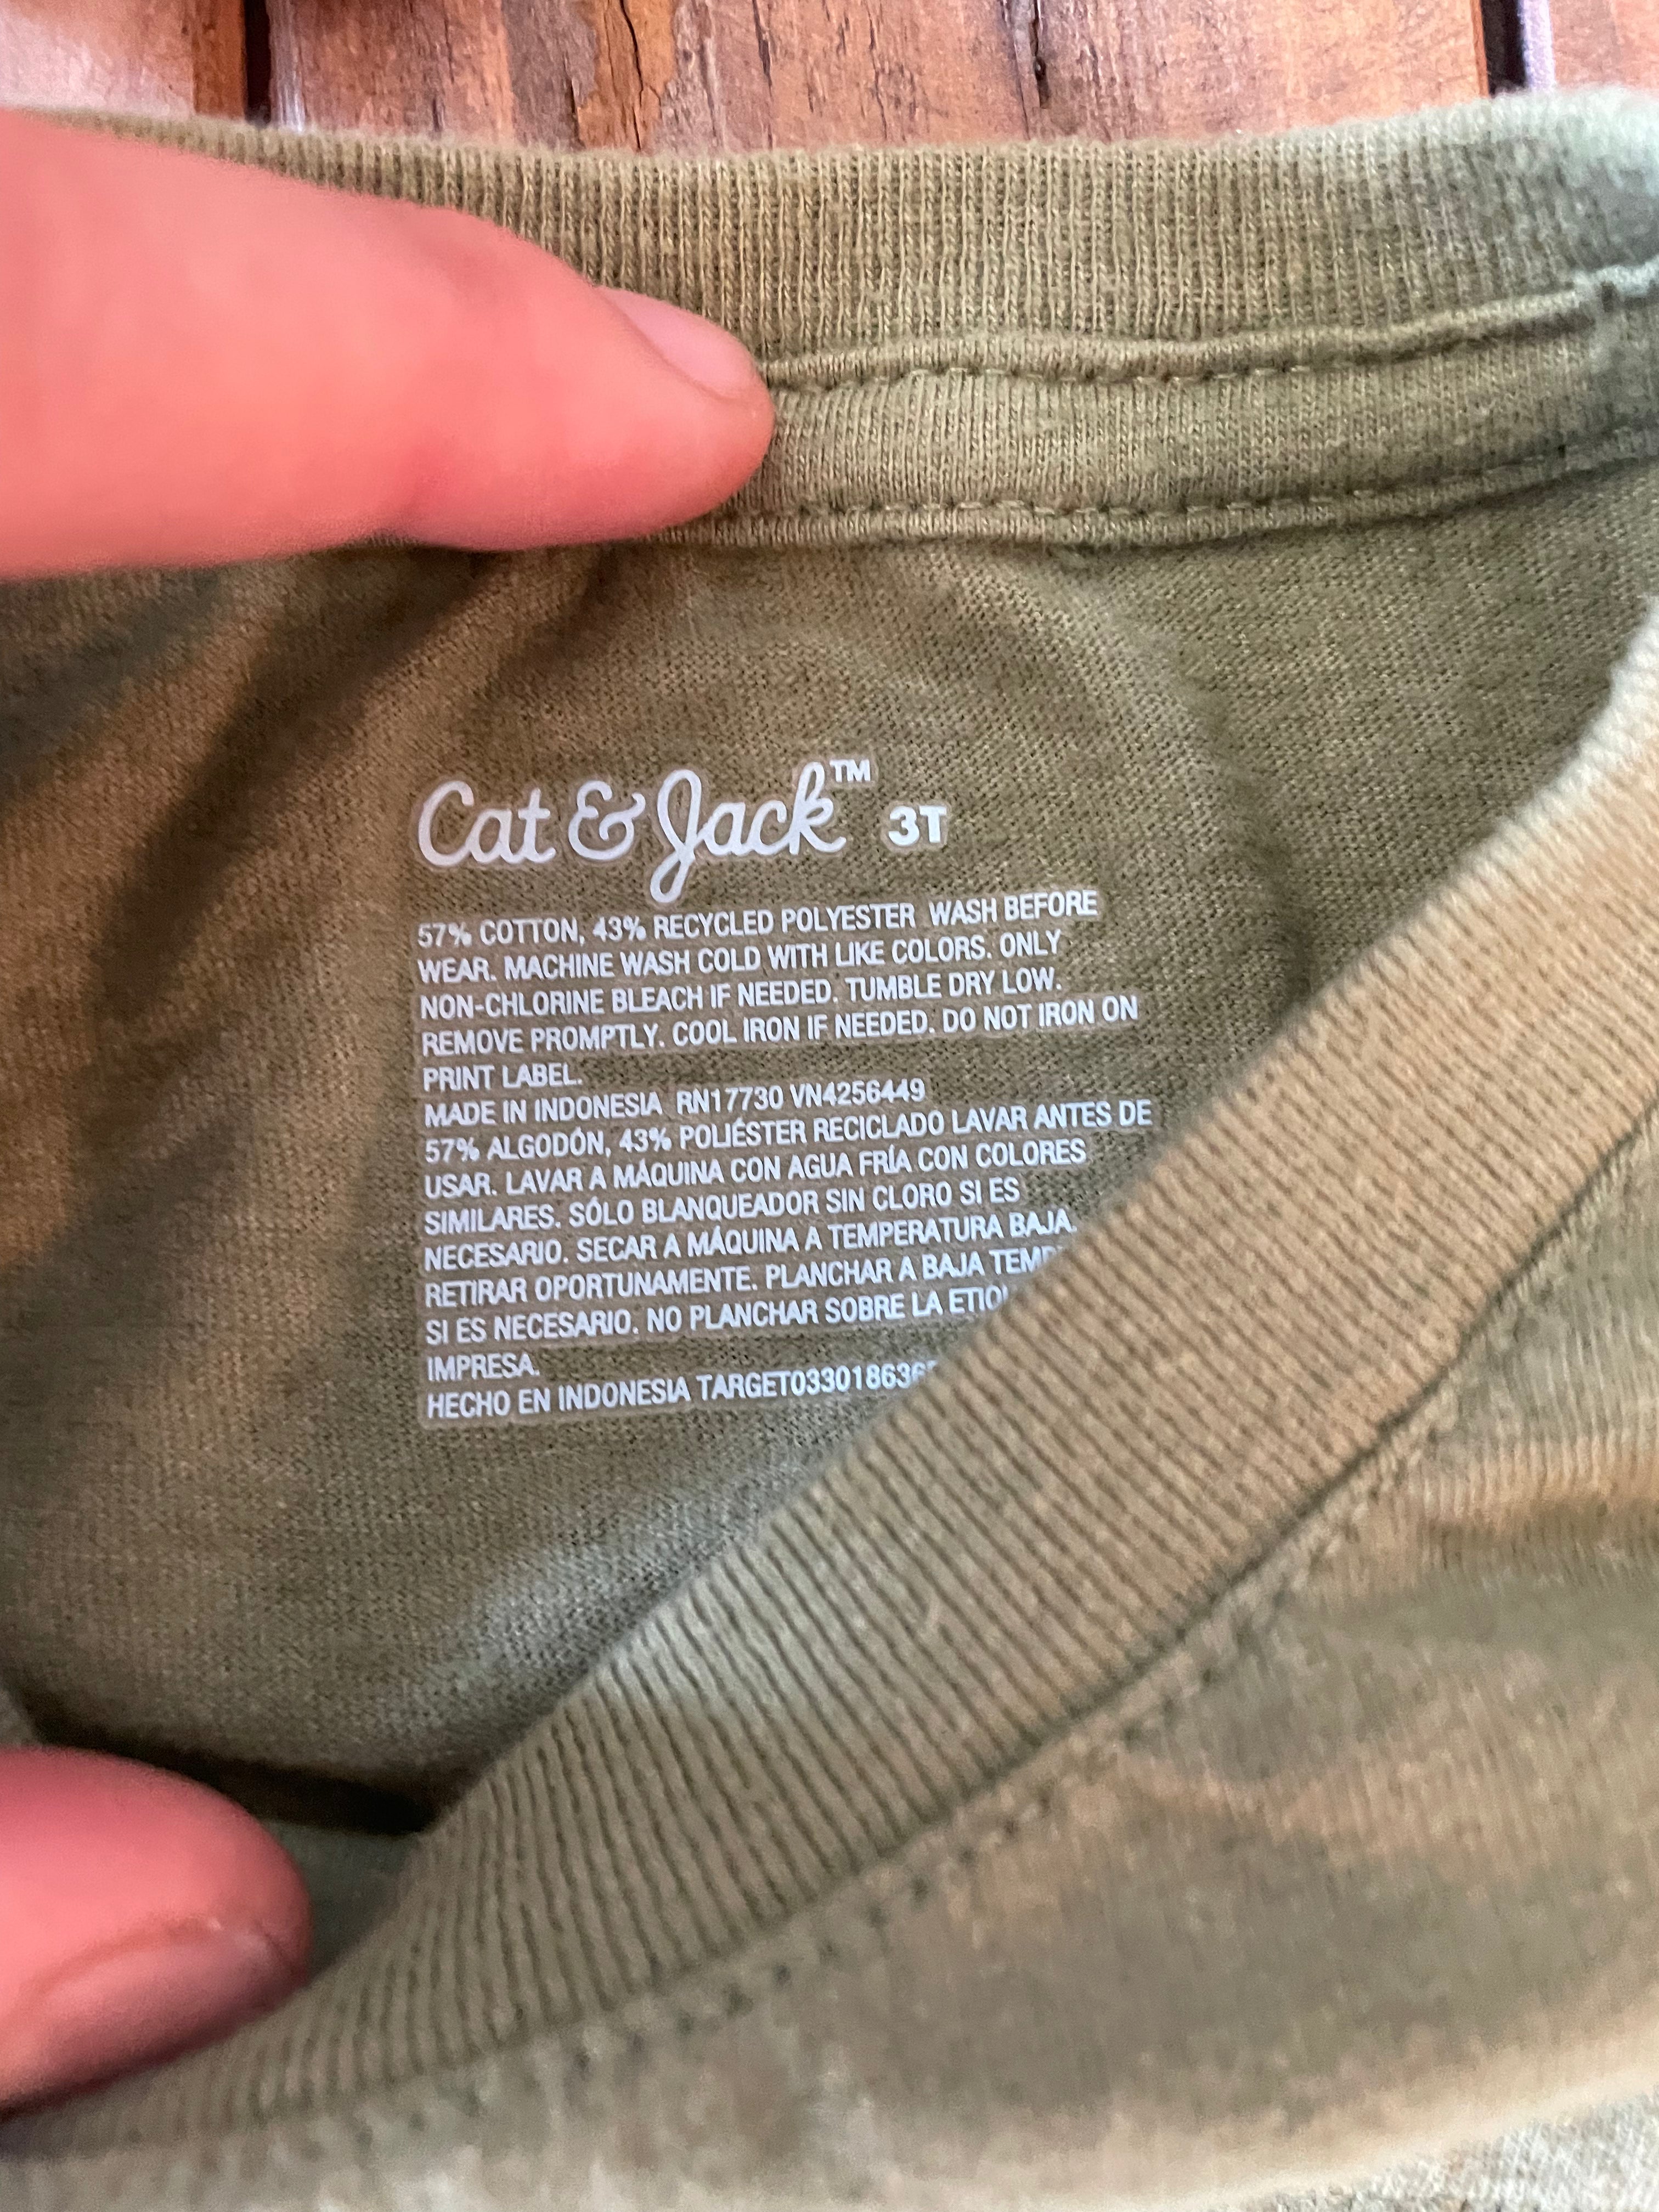 Cat & Jack™ 3T
57% COTTON, 43% RECYCLED POLYESTER WASH BEFORE
WEAR. MACHINE WASH COLD WITH LIKE COLORS. ONLY
NON-CHLORINE BLEACH IF NEEDED. TUMBLE DRY LOW.
REMOVE PROMPTLY. COOL IRON IF NEEDED. DO NOT IRON ON
PRINT LABEL.
MADE IN INDONESIA RN17730 VN4256449
57% ALGODÓN, 43% POLIÉSTER RECICLADO LAVAR ANTES DE
USAR. LAVAR A MÁQUINA CON AGUA FRÍA CON COLORES
SIMILARES. SÓLO BLANQUEADOR SIN CLORO SI ES
NECESARIO. SECAR A MÁQUINA A TEMPERATURA BAJA.
RETIRAR OPORTUNAMENTE. PLANCHAR A BAJA
SI ES NECESARIO. NO PLANCHAR SOBRE LA
IMPRESA.
HECHO EN INDONESIA